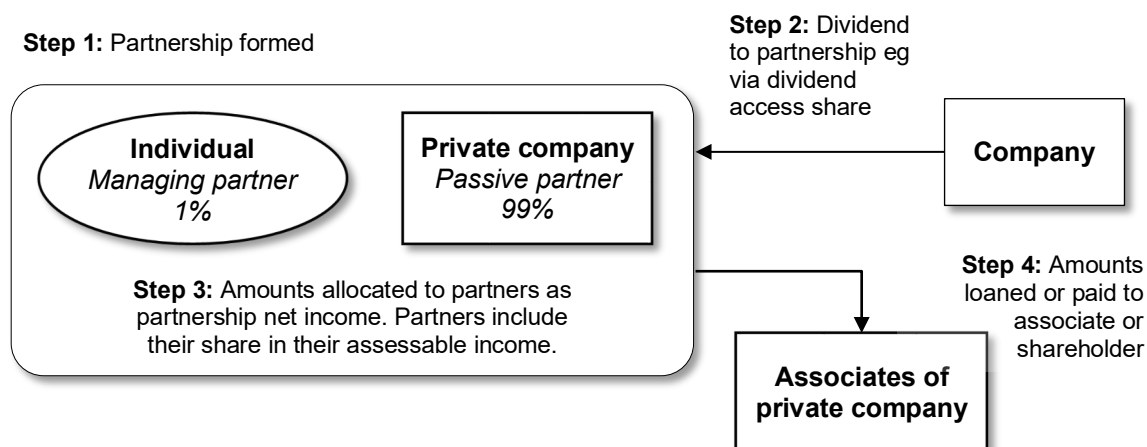 Step 1: Partnership formed
Step 2: Dividend
to partnership eg
via dividend
access share
Individual
Managing partner
1%
Private company
Passive partner
99%
Company
Step 3: Amounts allocated to partners as
partnership net income. Partners include
their share in their assessable income.
Step 4: Amounts
loaned or paid to
associate or
shareholder
Associates of
private company